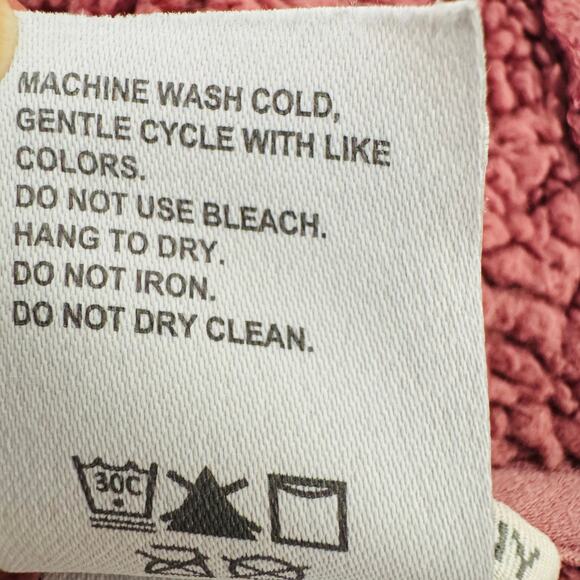 MACHINE WASH COLD,
GENTLE CYCLE WITH LIKE
COLORS.
DO NOT USE BLEACH.
HANG TO DRY.
DO NOT IRON.
DO NOT DRY CLEAN.
30C